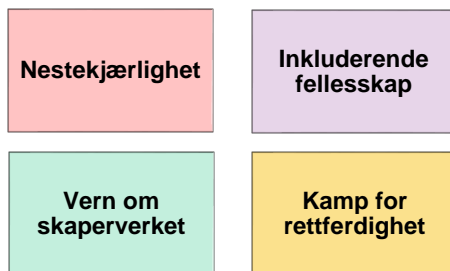 Nestekjærlighet
Inkluderende
fellesskap
Vern om
skaperverket
Kamp for
rettferdighet